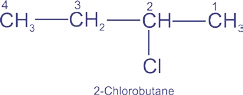 4 3 2 1
CH₃ CH₂ CH CH₃
Cl
2-Chlorobutane